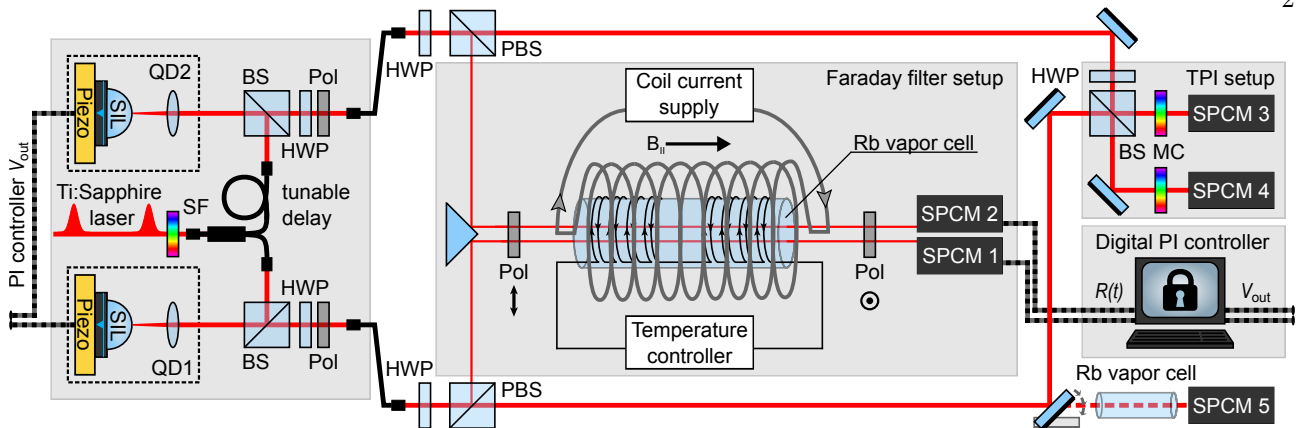 2
PI controller Vout
Piezo
SIL
QD2
BS
Pol
HWP
Ti:Sapphire
laser
SF
tunable
delay
Piezo
SIL
QD1
BS
HWP
Pol
HWP
PBS
HWP
PBS
Faraday filter setup
Coil current
supply
B||
Rb vapor cell
Pol
Pol
Temperature
controller
SPCM 2
SPCM 1
HWP
TPI setup
SPCM 3
BS MC
SPCM 4
Digital PI controller
R(t)
Vout
Rb vapor cell
SPCM 5